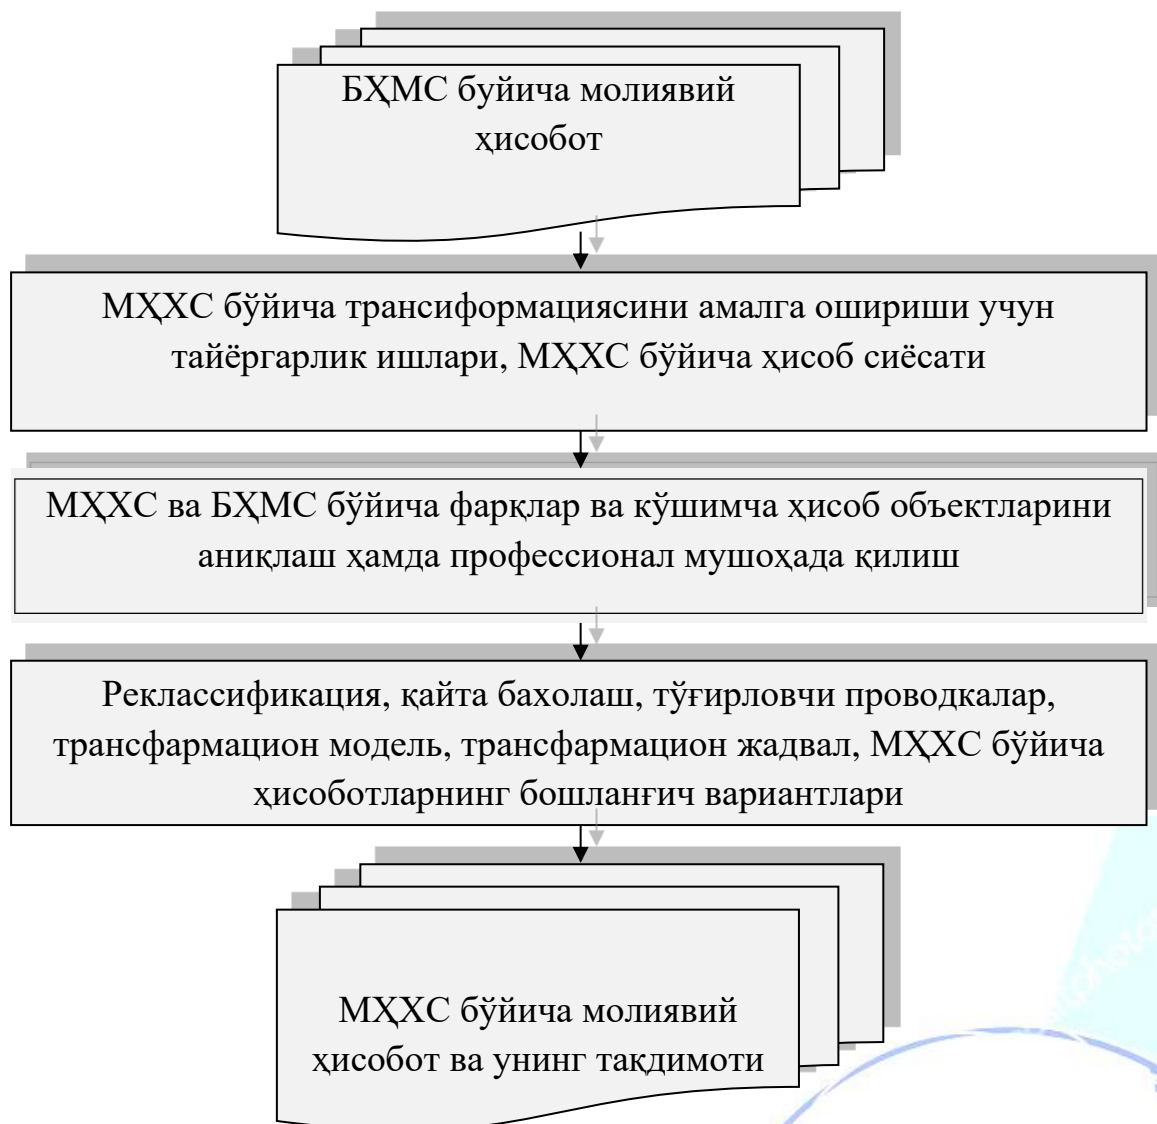 БҲМС буйича молиявий
ҳисобот
МҲХС бўйича трансиформациясини амалга ошириши учун
тайёргарлик ишлари, МҲХС бўйича ҳисоб сиёсати
МҲХС ва БҲМС бўйича фарқлар ва кўшимча ҳисоб объектларини
аниқлаш ҳамда профессионал мушоҳада қилиш
Реклассификация, қайта бахолаш, тўғирловчи проводкалар,
трансфармацион модель, трансфармацион жадвал, МҲХС бўйича
ҳисоботларнинг бошланғич вариантлари
МҲХС бўйича молиявий
ҳисобот ва унинг тақдимоти